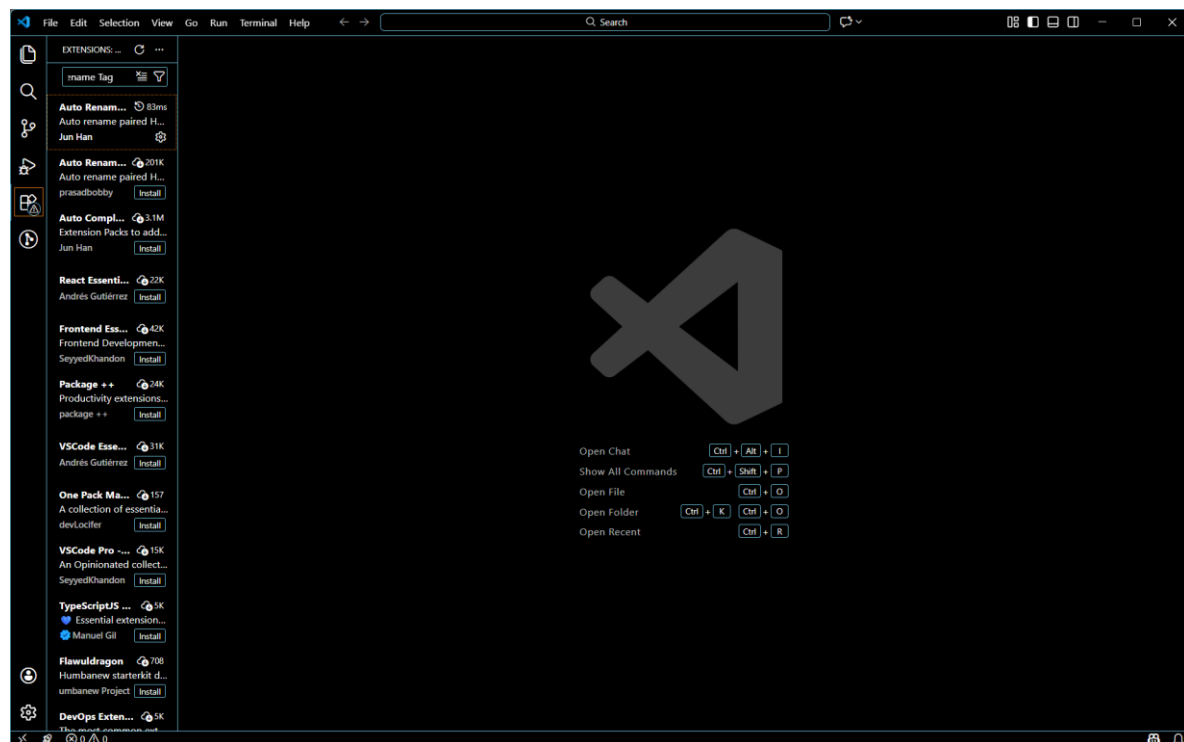 File Edit Selection View Go Run Terminal Help
Search
EXTENSIONS: ...
ename Tag
Auto Renam... 83ms
Auto rename paired H...
Jun Han
Auto Renam... 201K
Auto rename paired H...
prasadbobby Install
Auto Compl... 3.1M
Extension Packs to add...
Jun Han Install
React Essenti... 22K
Andrés Gutiérrez Install
Frontend Ess... 42K
Frontend Developmen...
SeyyedKhandon Install
Package ++ 24K
Productivity extensions...
package ++ Install
VSCode Esse... 31K
Andrés Gutiérrez Install
One Pack Ma... 157
A collection of essentia...
devLocifer Install
VSCode Pro -... 15K
An Opinionated collect...
SeyyedKhandon Install
TypeScriptJS ... 5K
💙 Essential extension...
Manuel Gil Install
Flawuldragon 708
Humbanew starterkit d...
umbanew Project Install
DevOps Exten... 5K
The most common ext...
Open Chat Ctrl + Alt + I
Show All Commands Ctrl + Shift + P
Open File Ctrl + O
Open Folder Ctrl + K Ctrl + O
Open Recent Ctrl + R
0 0